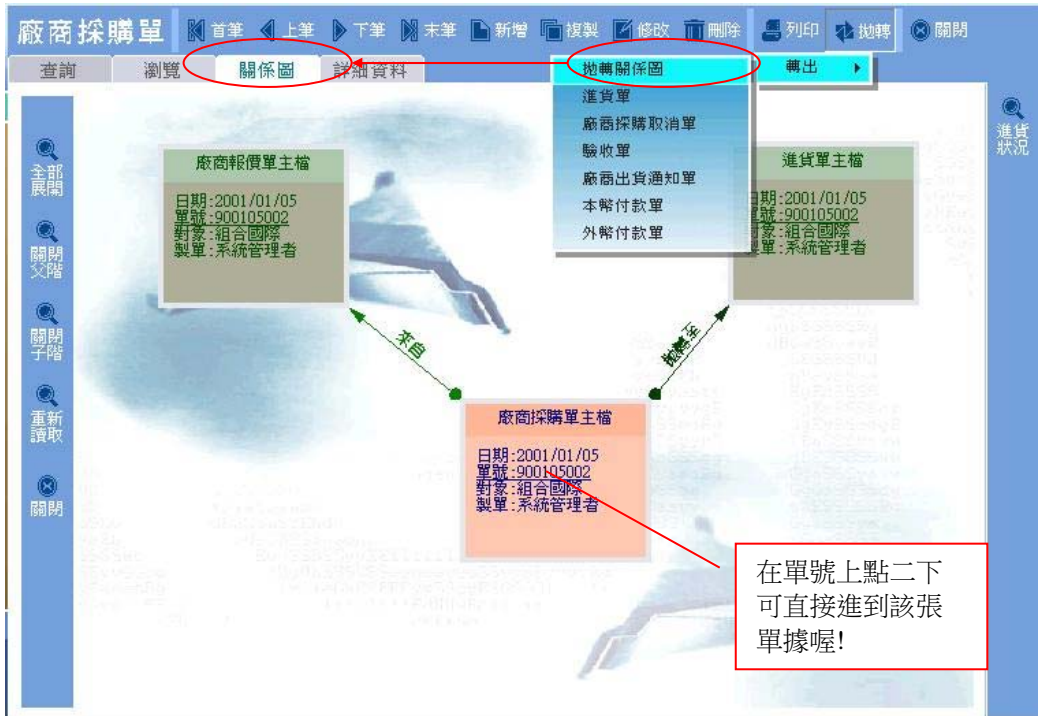 廠商採購單 首筆 上筆 下筆 末筆 新增 複製 修改 刪除 列印 拋轉 關閉
查詢 瀏覽 關係圖 詳細資料
轉出
拋轉關係圖
進貨單
廠商採購取消單
驗收單
廠商出貨通知單
本幣付款單
外幣付款單
全部
展開
關閉
父階
關閉
子階
重新
讀取
關閉
進貨
狀況
廠商報價單主檔
日期:2001/01/05
單號:900105002
對象:組合國際
製單:系統管理者
進貨單主檔
日期:2001/01/05
單號:900105002
對象:組合國際
製單:系統管理者
來自
拋轉至
廠商採購單主檔
日期:2001/01/05
單號:900105002
對象:組合國際
製單:系統管理者
在單號上點二下
可直接進到該張
單據喔!